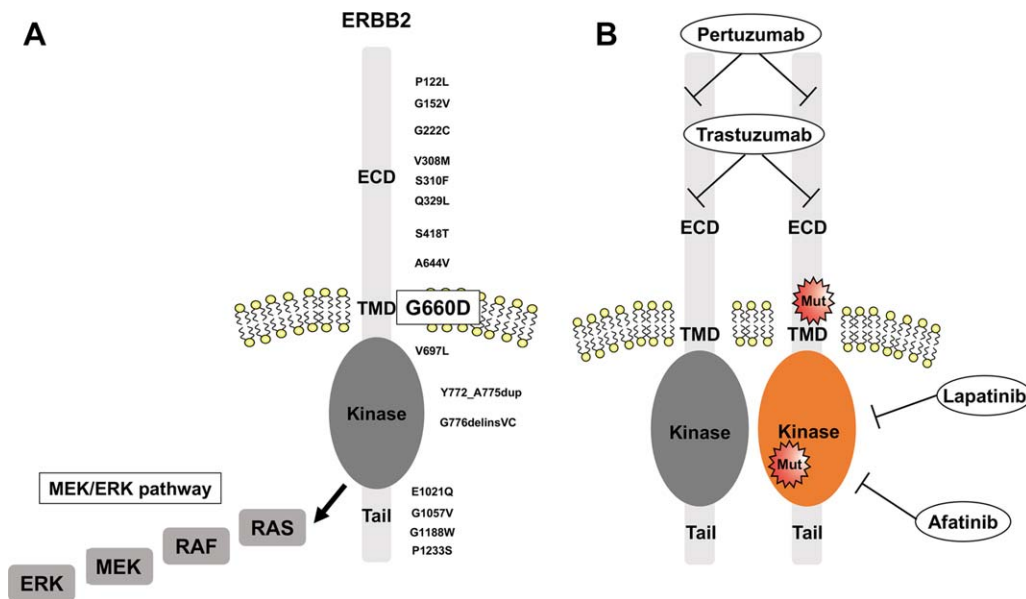 A
ERBB2
P122L
G152V
G222C
V308M
S310F
ECD
Q329L
S418T
A644V
TMD
G660D
V697L
Kinase
Y772_A775dup
G776delinsVC
MEK/ERK pathway
E1021Q
G1057V
G1188W
P1233S
Tail
RAS
RAF
MEK
ERK
B
Pertuzumab
Trastuzumab
ECD ECD
Mut
TMD TMD
Lapatinib
Kinase Kinase
Mut
Afatinib
Tail Tail